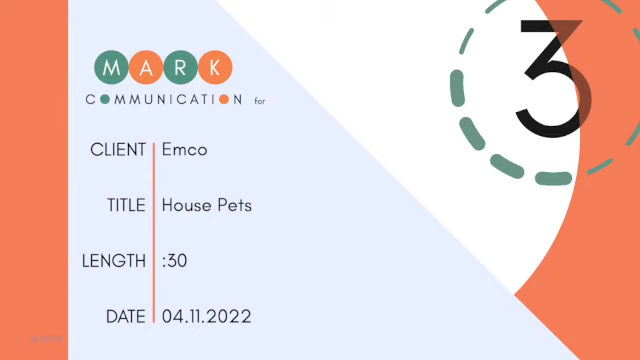 3
MARK
COMMUNICATION for
CLIENT Emco
TITLE House Pets
LENGTH :30
DATE 04.11.2022